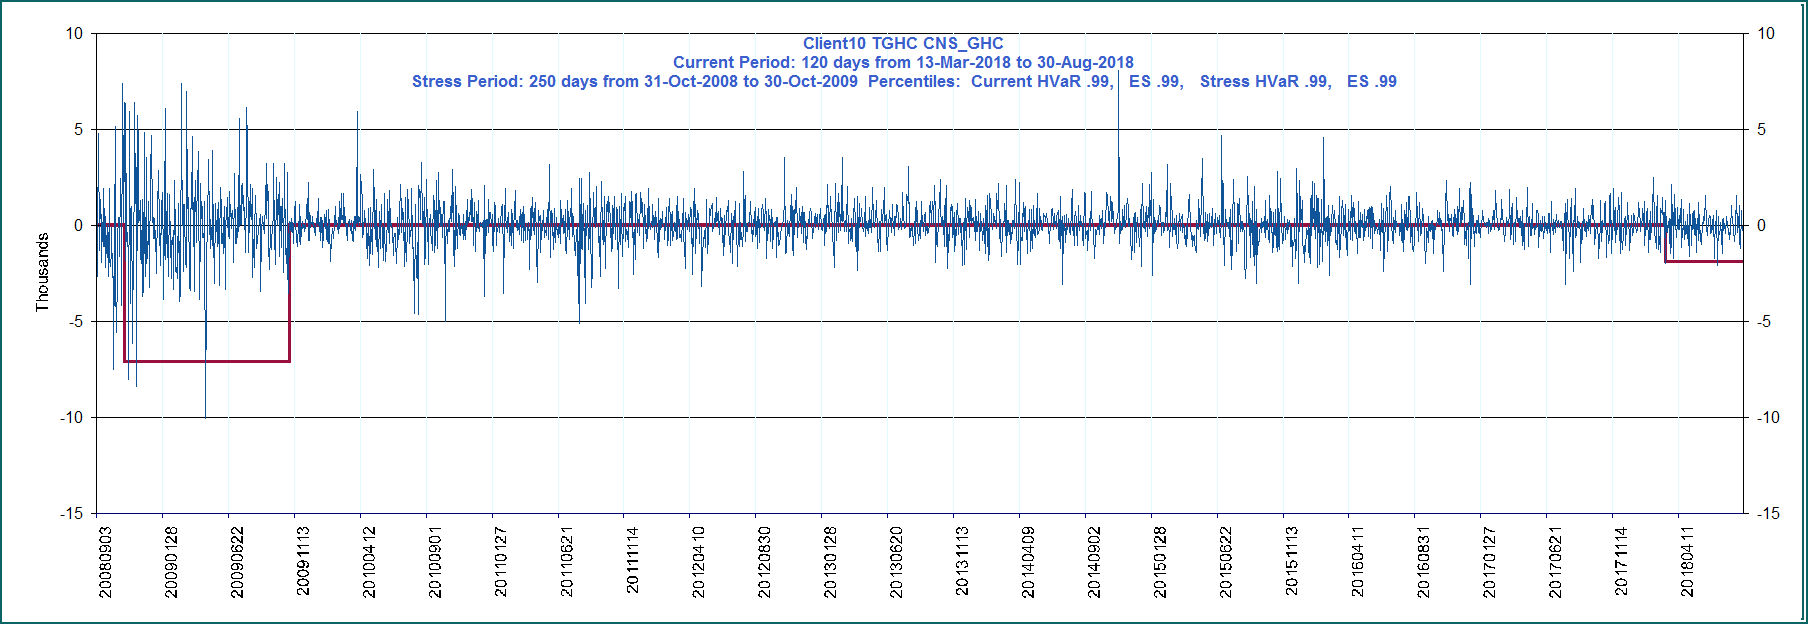 Client10 TGHC CNS_GHC
Current Period: 120 days from 13-Mar-2018 to 30-Aug-2018
Stress Period: 250 days from 31-Oct-2008 to 30-Oct-2009  Percentiles:  Current HVaR .99,   ES .99,   Stress HVaR .99,   ES .99
10 10
5 5
0 0
-5 -5
-10 -10
-15 -15
Thousands
20080903 20090128 20090622 20091113 20100412 20100901 20110127 20110621 20111114 20120410 20120830 20130128 20130620 20131113 20140409 20140902 20150128 20150622 20151113 20160411 20160831 20170127 20170621 20171114 20180411